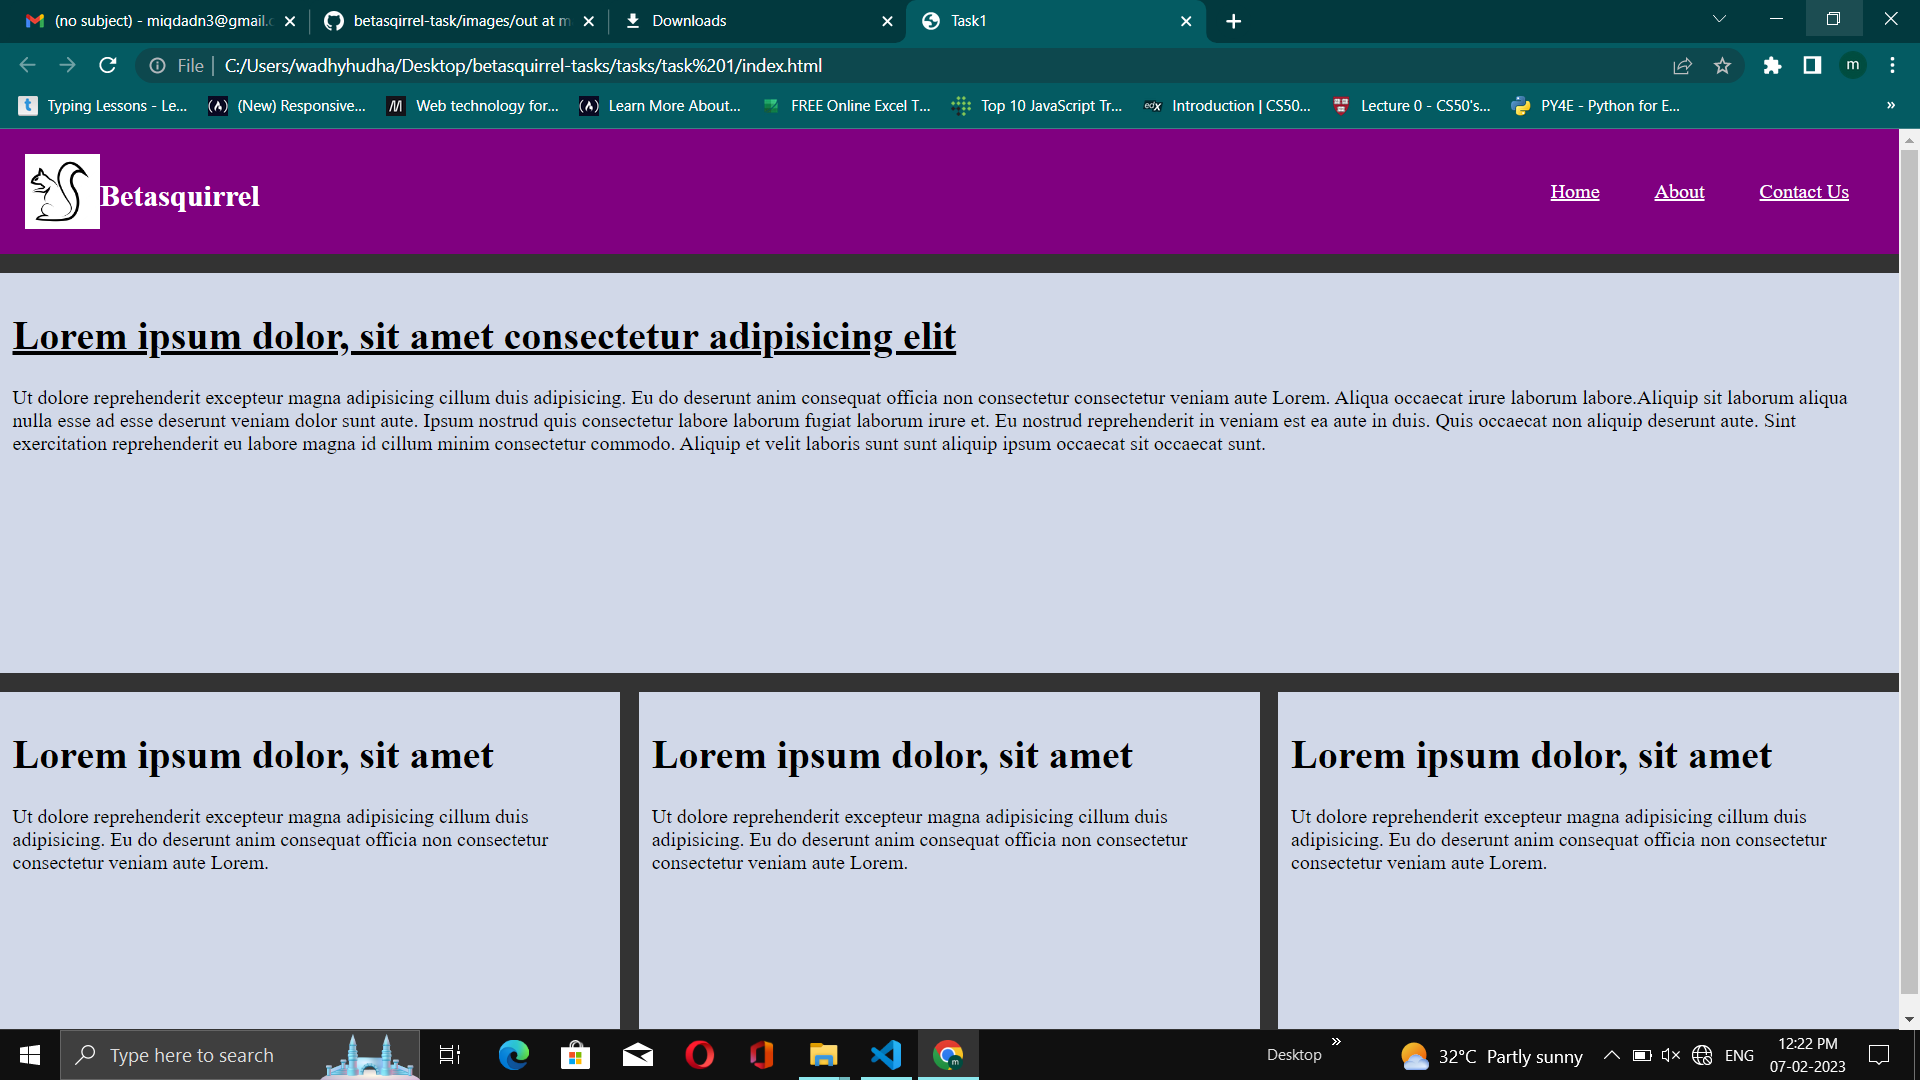 (no subject) - miqdadn3@gmail.c
betasqirrel-task/images/out at m
Downloads
Task1
File
C:/Users/wadhyhudha/Desktop/betasquirrel-tasks/tasks/task%201/index.html
m
Typing Lessons - Le...
(New) Responsive...
Web technology for...
Learn More About...
FREE Online Excel T...
Top 10 JavaScript Tr...
edX
Introduction | CS50...
Lecture 0 - CS50's...
PY4E - Python for E...
»
Betasquirrel
Home
About
Contact Us
Lorem ipsum dolor, sit amet consectetur adipisicing elit
Ut dolore reprehenderit excepteur magna adipisicing cillum duis adipisicing. Eu do deserunt anim consequat officia non consectetur consectetur veniam aute Lorem. Aliqua occaecat irure laborum labore.Aliquip sit laborum aliqua
nulla esse ad esse deserunt veniam dolor sunt aute. Ipsum nostrud quis consectetur labore laborum fugiat laborum irure et. Eu nostrud reprehenderit in veniam est ea aute in duis. Quis occaecat non aliquip deserunt aute. Sint
exercitation reprehenderit eu labore magna id cillum minim consectetur commodo. Aliquip et velit laboris sunt sunt aliquip ipsum occaecat sit occaecat sunt.
Lorem ipsum dolor, sit amet
Ut dolore reprehenderit excepteur magna adipisicing cillum duis
adipisicing. Eu do deserunt anim consequat officia non consectetur
consectetur veniam aute Lorem.
Lorem ipsum dolor, sit amet
Ut dolore reprehenderit excepteur magna adipisicing cillum duis
adipisicing. Eu do deserunt anim consequat officia non consectetur
consectetur veniam aute Lorem.
Lorem ipsum dolor, sit amet
Ut dolore reprehenderit excepteur magna adipisicing cillum duis
adipisicing. Eu do deserunt anim consequat officia non consectetur
consectetur veniam aute Lorem.
Type here to search
Desktop
»
32°C Partly sunny
ENG
12:22 PM
07-02-2023